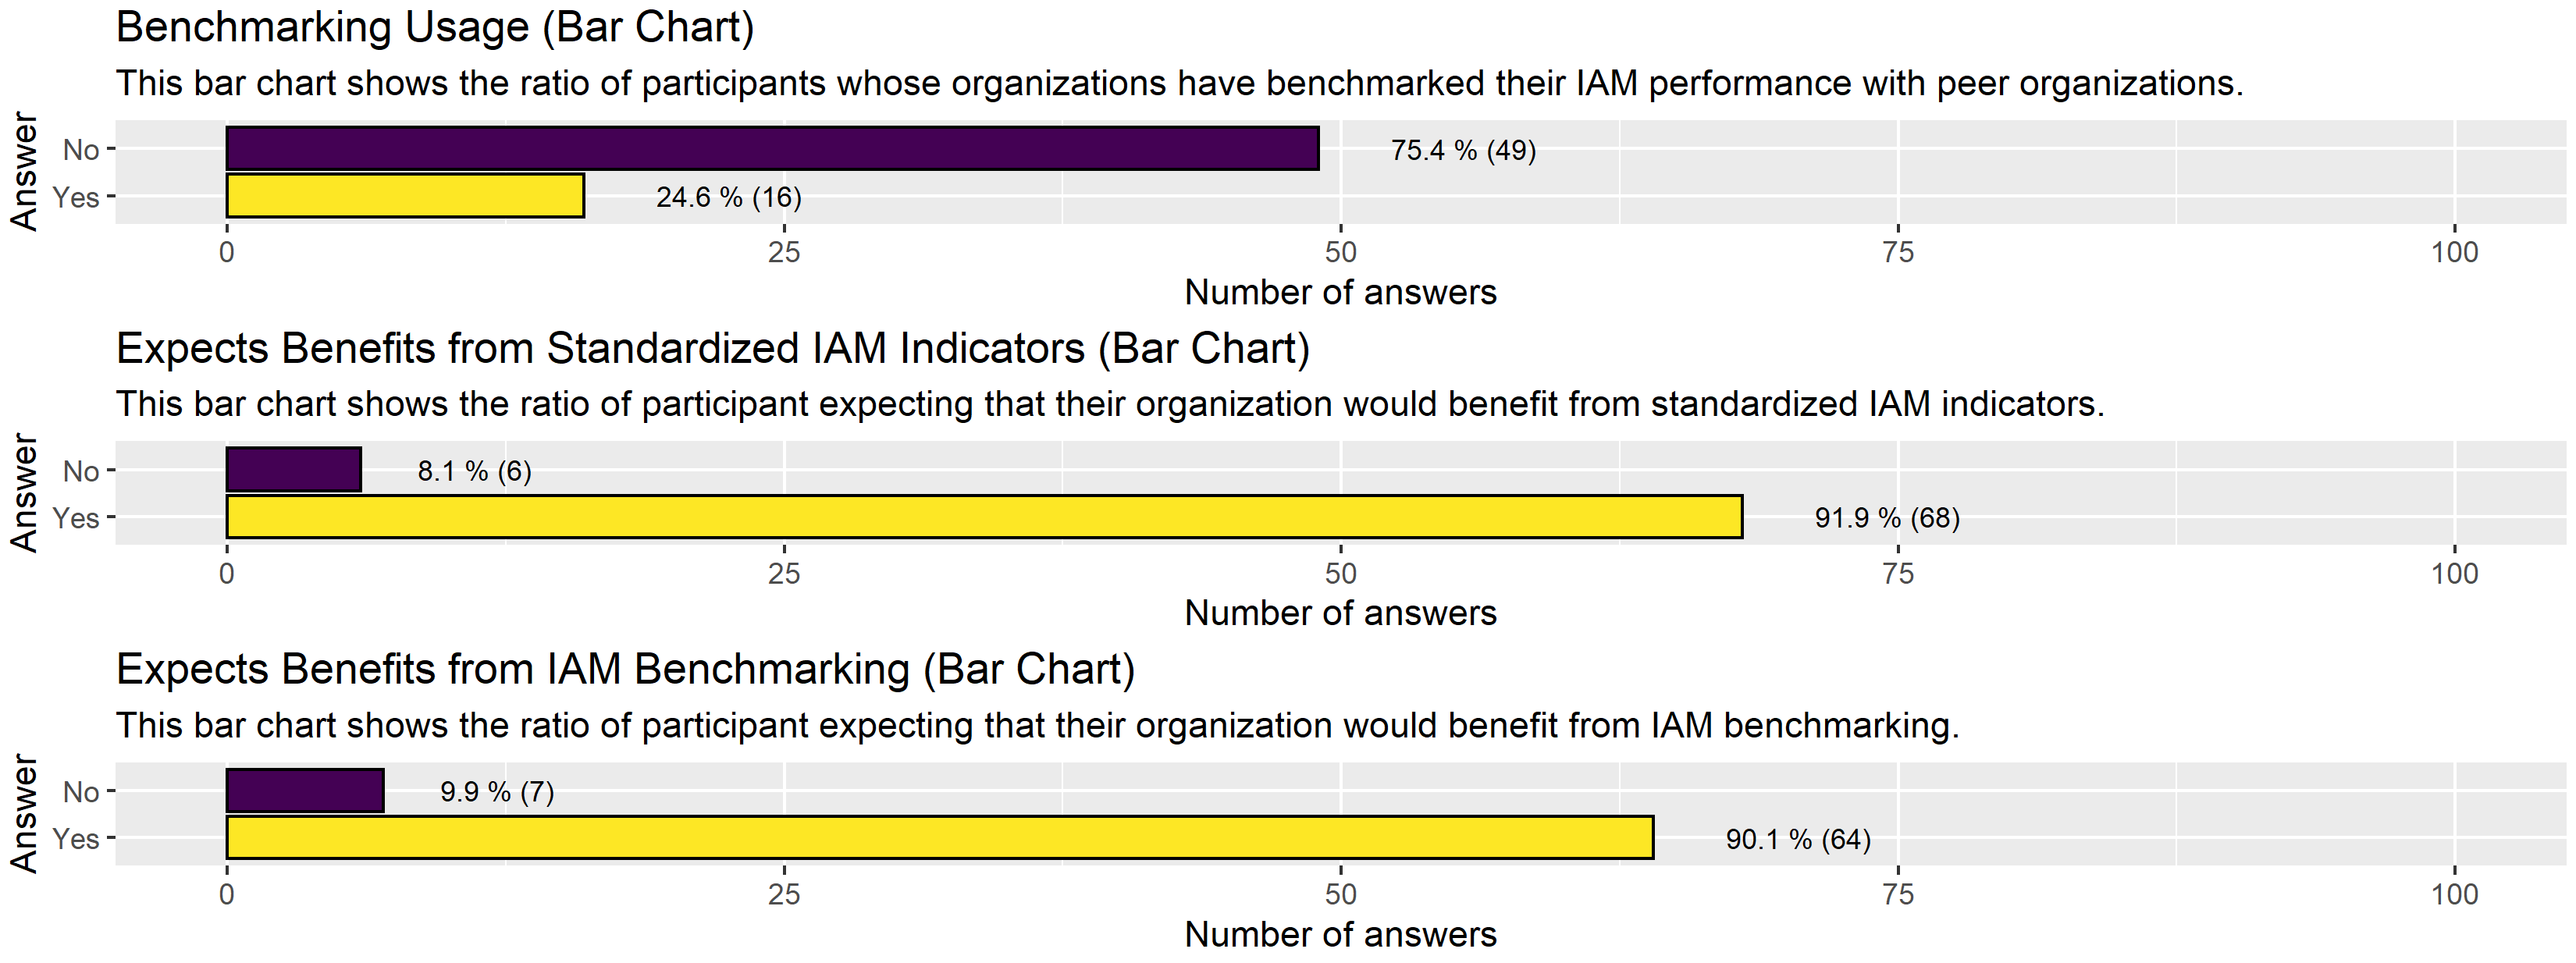 Benchmarking Usage (Bar Chart)
This bar chart shows the ratio of participants whose organizations have benchmarked their IAM performance with peer organizations.
Answer
No
75.4 % (49)
Yes
24.6 % (16)
0 25 50 75 100
Number of answers
Expects Benefits from Standardized IAM Indicators (Bar Chart)
This bar chart shows the ratio of participant expecting that their organization would benefit from standardized IAM indicators.
Answer
No
8.1 % (6)
Yes
91.9 % (68)
0 25 50 75 100
Number of answers
Expects Benefits from IAM Benchmarking (Bar Chart)
This bar chart shows the ratio of participant expecting that their organization would benefit from IAM benchmarking.
Answer
No
9.9 % (7)
Yes
90.1 % (64)
0 25 50 75 100
Number of answers